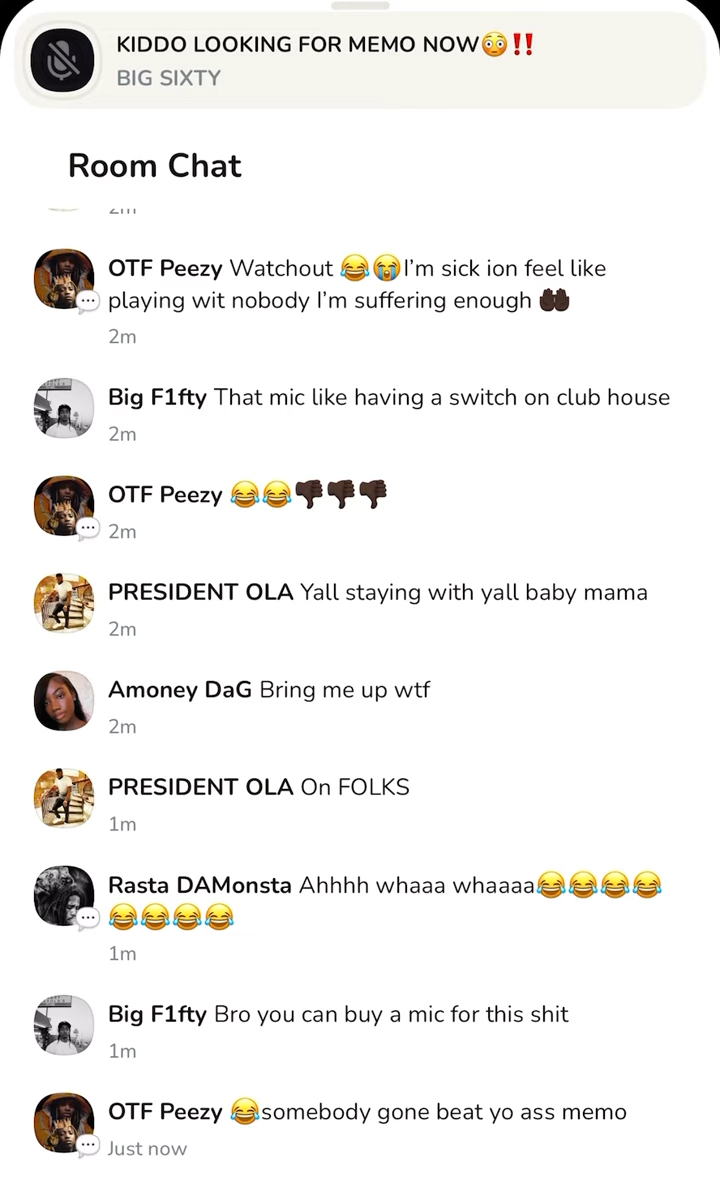 KIDDO LOOKING FOR MEMO NOW😳‼️
BIG SIXTY
Room Chat
2m
OTF Peezy Watchout 😂😭I'm sick ion feel like
playing wit nobody I'm suffering enough 🤲🏿
2m
Big F1fty That mic like having a switch on club house
2m
OTF Peezy 😂😂👎🏿👎🏿👎🏿
2m
PRESIDENT OLA Yall staying with yall baby mama
2m
Amoney DaG Bring me up wtf
2m
PRESIDENT OLA On FOLKS
1m
Rasta DAMonsta Ahhhh whaaa whaaaa😂😂😂😂
😂😂😂😂
1m
Big F1fty Bro you can buy a mic for this shit
1m
OTF Peezy 😂somebody gone beat yo ass memo
Just now